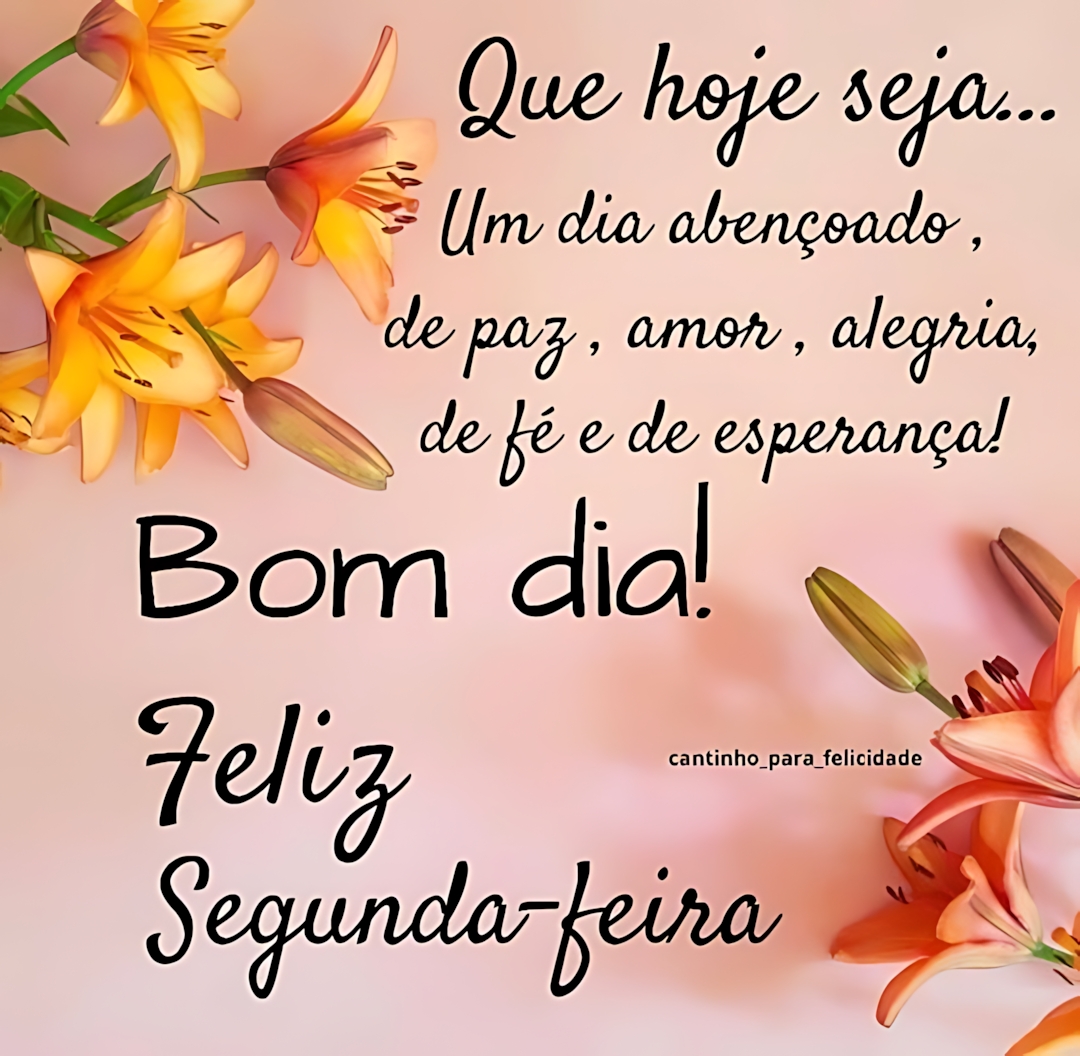 Que hoje seja...
Um dia abençoado ,
de paz , amor , alegria,
de fé e de esperança!
Bom dia!
Feliz
cantinho_para_felicidade
Segunda-feira